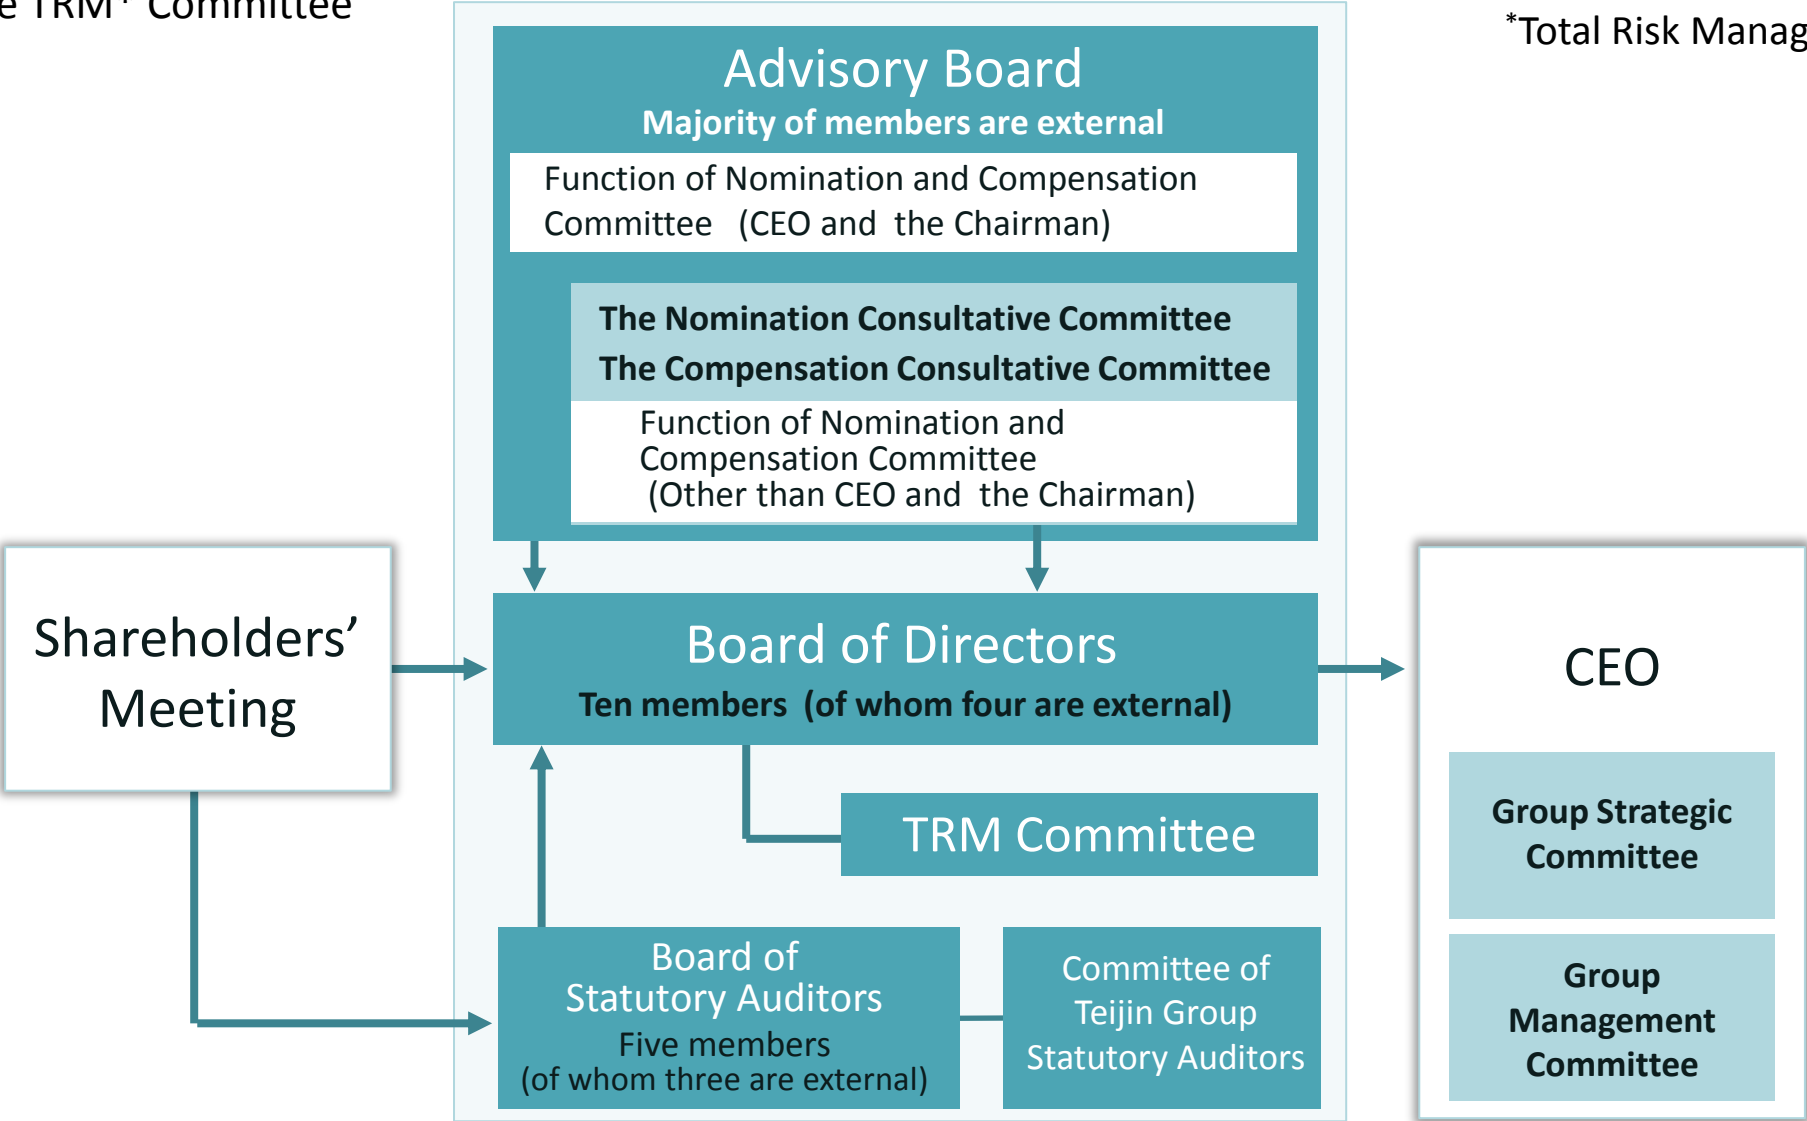 TRM* Committee
*Total Risk
Advisory Board
Majority of members are external
Function of Nomination and Compensation
Committee (CEO and the Chairman)
The Nomination Consultative Committee
The Compensation Consultative Committee
Function of Nomination and
Compensation Committee
(Other than CEO and the Chairman)
Shareholders’
Meeting
Board of Directors
Ten members (of whom four are external)
TRM Committee
Board of
Statutory Auditors
Five members
(of whom three are external)
Committee of
Teijin Group
Statutory Auditors
CEO
Group Strategic
Committee
Group
Management
Committee